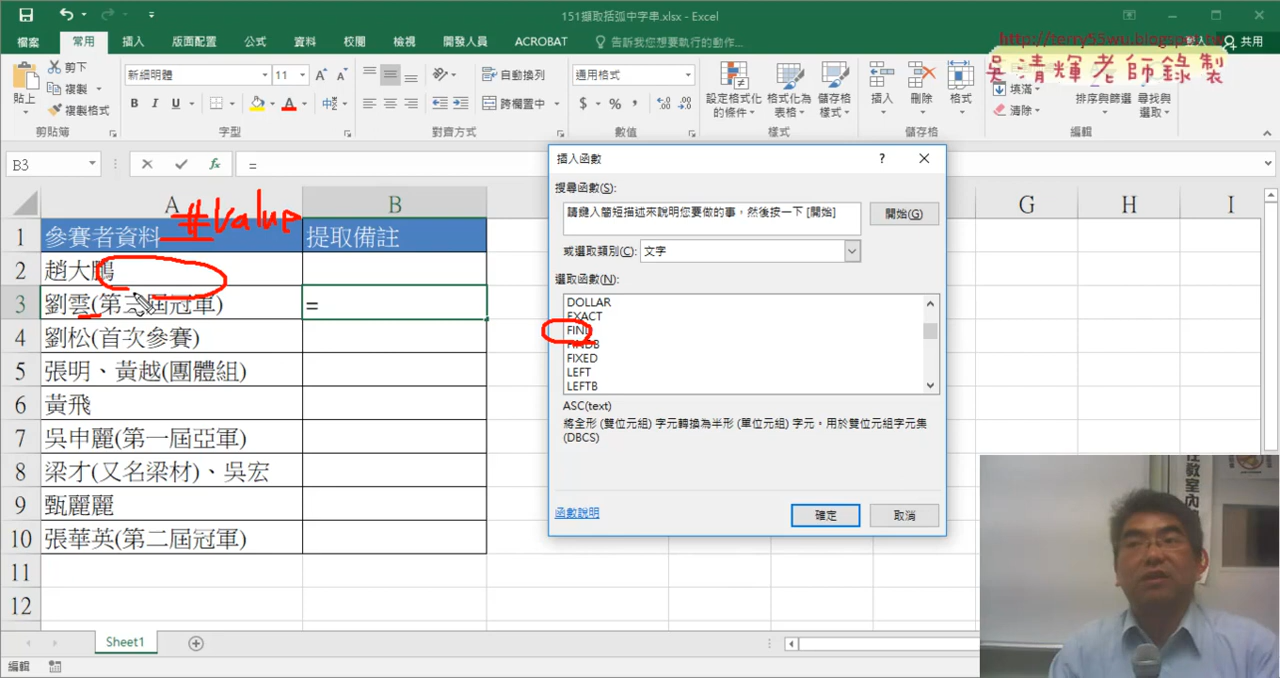 151擷取括弧中字串.xlsx - Excel
檔案 常用 插入 版面配置 公式 資料 校閱 檢視 開發人員 ACROBAT 告訴我您想要執行的動作... 共用
http://terry55wu.blogspot.tw
吳清輝老師錄製
貼上 剪下 複製 複製格式 剪貼簿
新細明體 11 B I U 字型
自動換列 跨欄置中 對齊方式
通用格式 $ % , 數值
設定格式化的條件 格式化為表格 儲存格樣式 樣式
插入 刪除 格式 儲存格
填滿 清除 排序與篩選 尋找與選取 編輯
B3 fx =
A B G H I
#Value
1 參賽者資料 提取備註
2 趙大鵬
3 劉雲(第三屆冠軍) =
4 劉松(首次參賽)
5 張明、黃越(團體組)
6 黃飛
7 吳申麗(第一屆亞軍)
8 梁才(又名梁材)、吳宏
9 甄麗麗
10 張華英(第二屆冠軍)
11
12
Sheet1
編輯
插入函數 ?
搜尋函數(S):
請鍵入簡短描述來說明您要做的事，然後按一下 [開始] 開始(G)
或選取類別(C): 文字
選取函數(N):
DOLLAR
EXACT
FIND
FINDB
FIXED
LEFT
LEFTB
ASC(text)
將全形 (雙位元組) 字元轉換為半形 (單位元組) 字元。用於雙位元組字元集
(DBCS)
函數說明 確定 取消
教室內